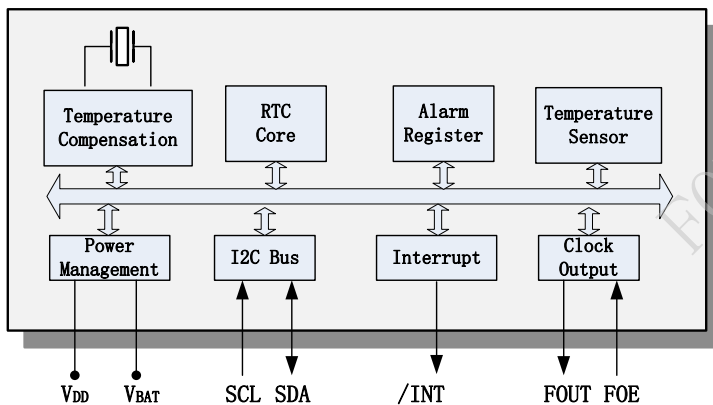 Temperature
Compensation
RTC
Core
Alarm
Register
Temperature
Sensor
Power
Management
I2C Bus
Interrupt
Clock
Output
VDD
VBAT
SCL SDA
/INT
FOUT FOE